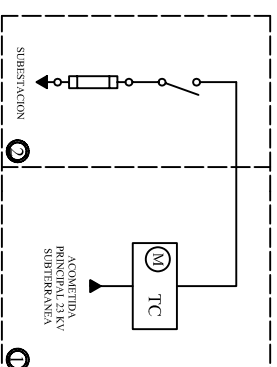 SUBESTACION
2
M
TC
ACOMETIDA
PRINCIPAL 23 KV
SUBTERRANEA
1